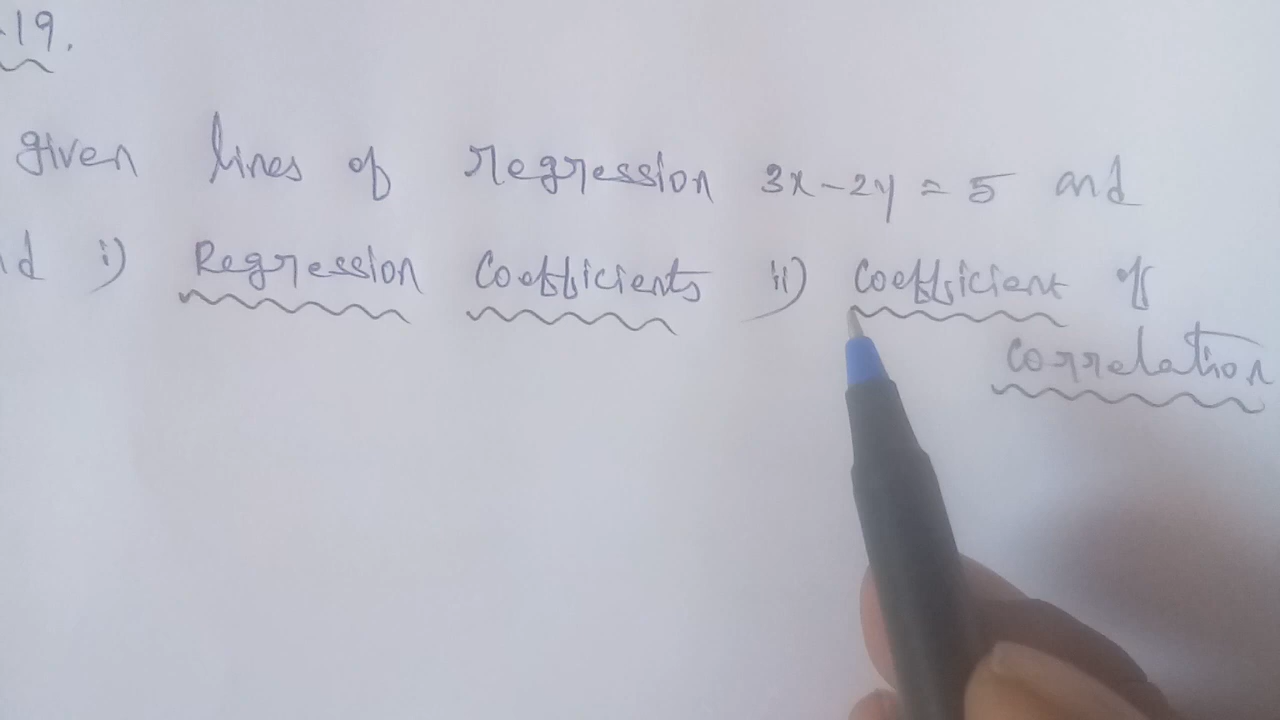 19.
given lines of regression 3x-2y = 5 and
i) Regression Coefficients ii) Coefficient of
Correlation